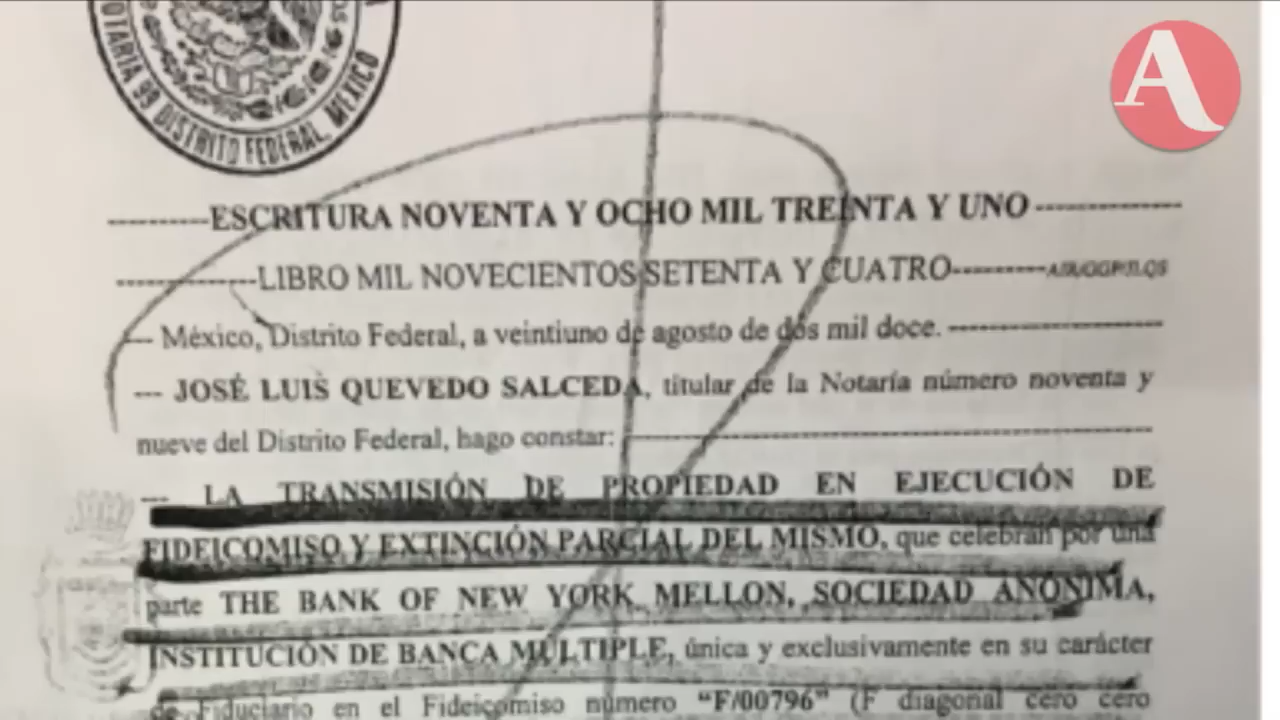 NOTARIA 99 DISTRITO FEDERAL, MEXICO
A
---------ESCRITURA NOVENTA Y OCHO MIL TREINTA Y UNO-------------
------------LIBRO MIL NOVECIENTOS SETENTA Y CUATRO--------
--- México, Distrito Federal, a veintiuno de agosto de dos mil doce. -------------------
--- JOSÉ LUIS QUEVEDO SALCEDA, titular de la Notaría número noventa y
nueve del Distrito Federal, hago constar: ------------------------------
--- LA TRANSMISIÓN DE PROPIEDAD EN EJECUCIÓN DE
FIDEICOMISO Y EXTINCIÓN PARCIAL DEL MISMO, que celebran por una
parte THE BANK OF NEW YORK MELLON, SOCIEDAD ANÓNIMA,
INSTITUCIÓN DE BANCA MÚLTIPLE, única y exclusivamente en su carácter
de Fiduciario en el Fideicomiso número “F/00796” (F diagonal cero cero